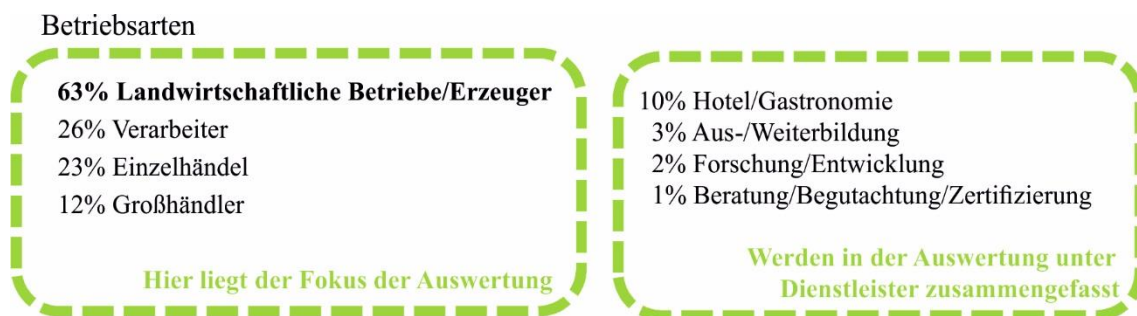 Betriebsarten
63% Landwirtschaftliche Betriebe/Erzeuger
26% Verarbeiter
23% Einzelhändel
12% Großhändler
Hier liegt der Fokus der Auswertung
10% Hotel/Gastronomie
3% Aus-/Weiterbildung
2% Forschung/Entwicklung
1% Beratung/Begutachtung/Zertifizierung
Werden in der Auswertung unter
Dienstleister zusammengefasst